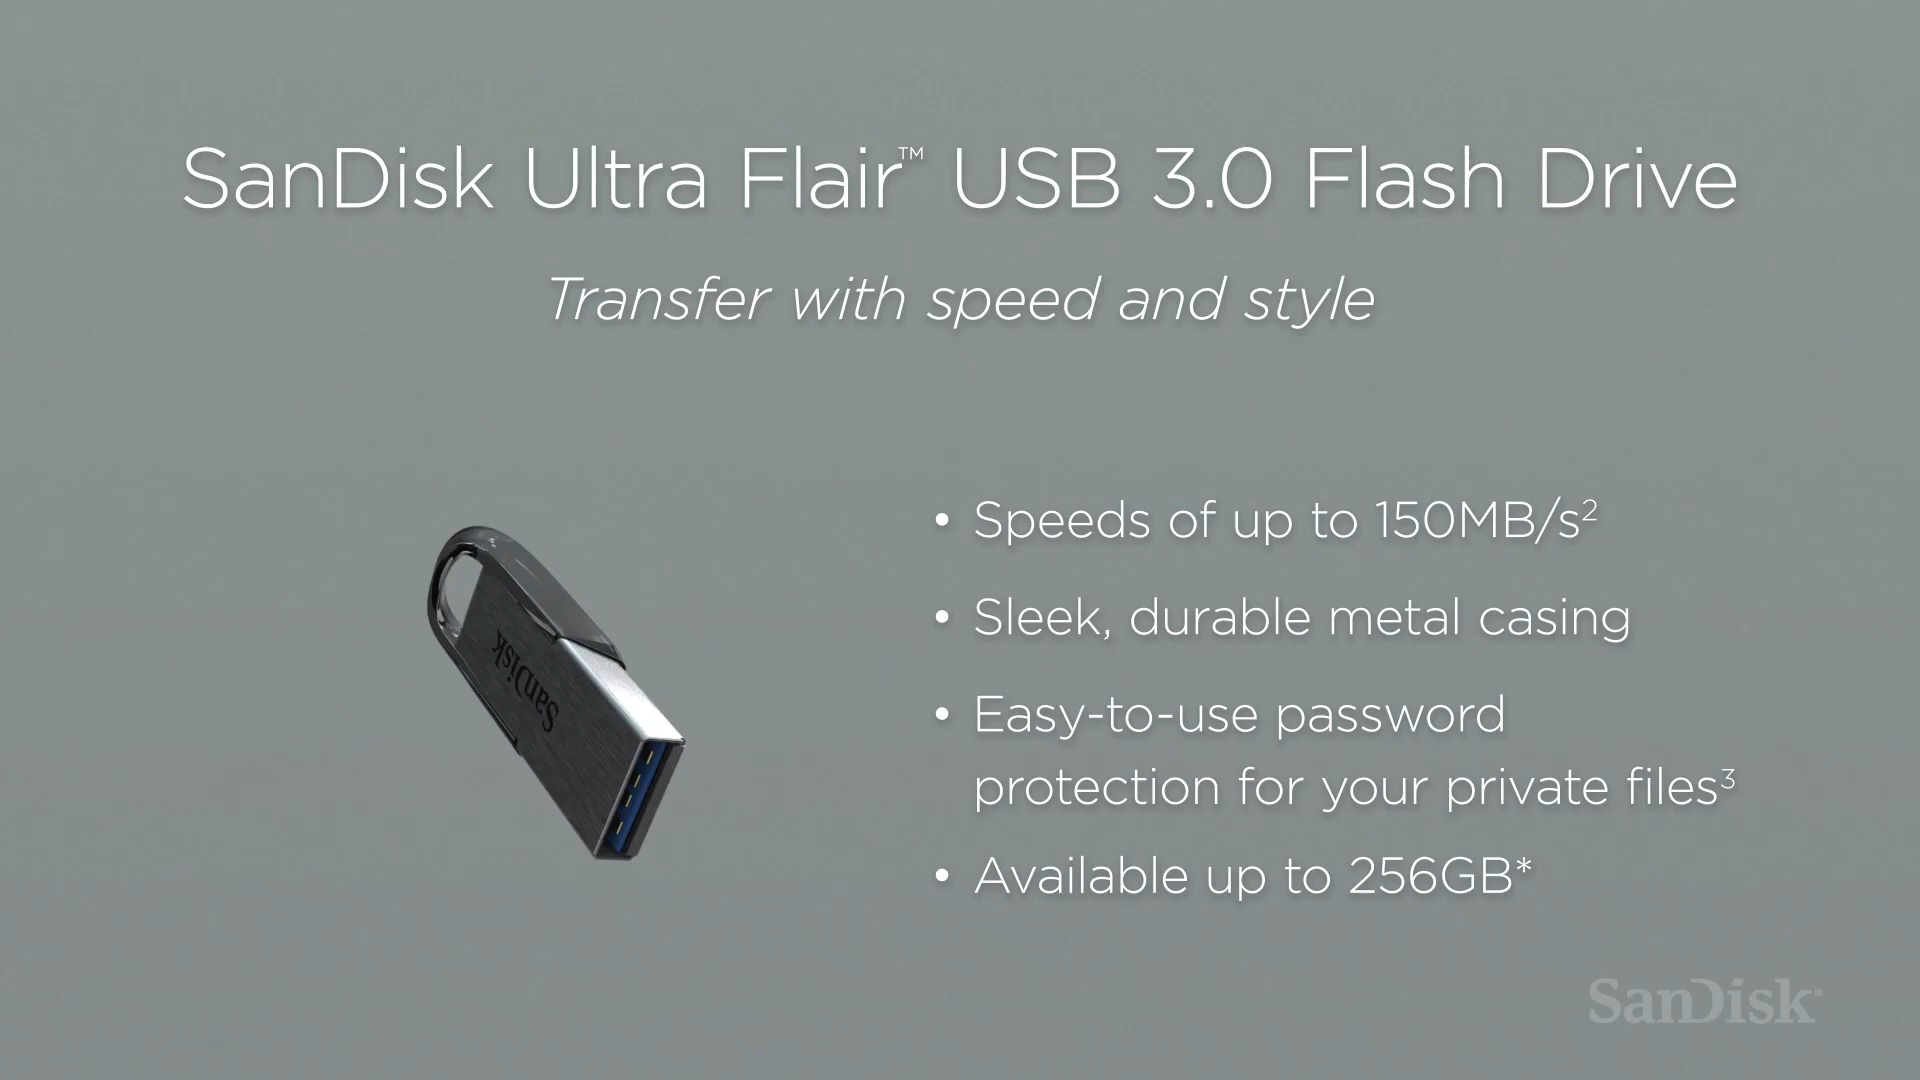 SanDisk Ultra Flair™ USB 3.0 Flash Drive
Transfer with speed and style
• Speeds of up to 150MB/s²
• Sleek, durable metal casing
• Easy-to-use password
protection for your private files³
• Available up to 256GB*
SanDisk
SanDisk®